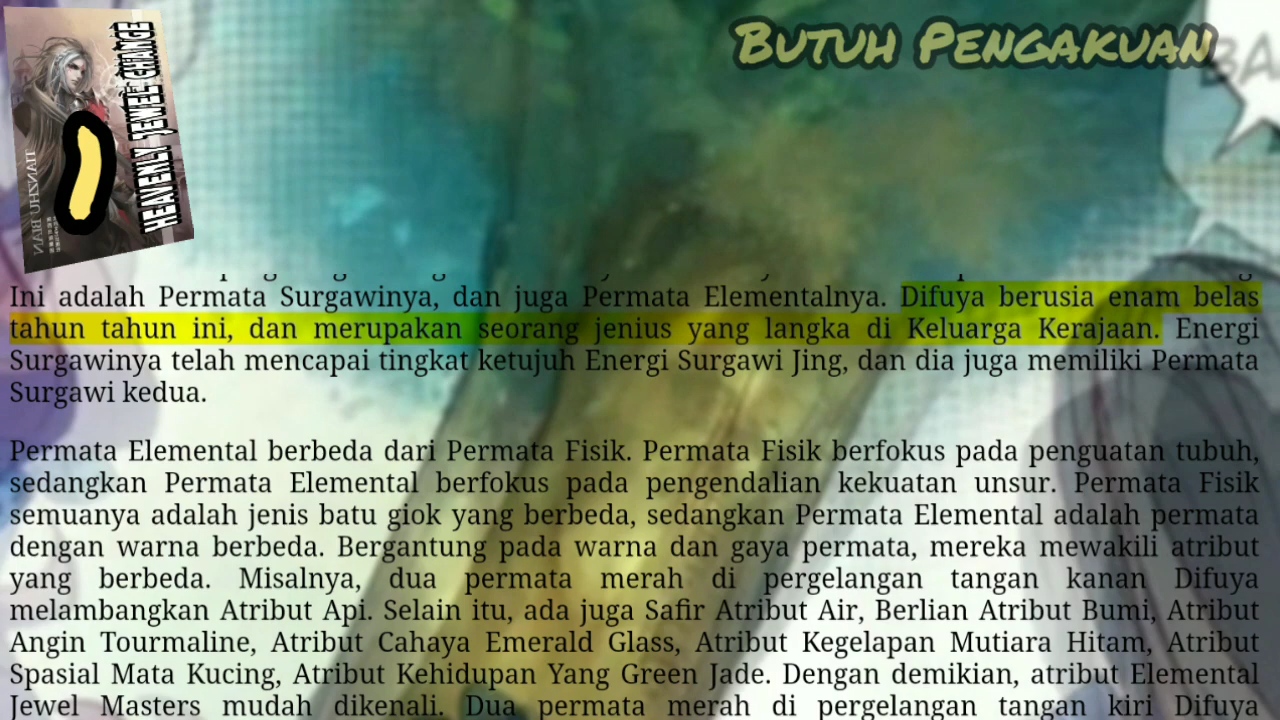 HEAVENLY JEWEL CHANGE
TIANZHU BIAN
BUTUH PENGAKUAN
BA
Ini adalah Permata Surgawinya, dan juga Permata Elementalnya. Difuya berusia enam belas
tahun tahun ini, dan merupakan seorang jenius yang langka di Keluarga Kerajaan. Energi
Surgawinya telah mencapai tingkat ketujuh Energi Surgawi Jing, dan dia juga memiliki Permata
Surgawi kedua.
Permata Elemental berbeda dari Permata Fisik. Permata Fisik berfokus pada penguatan tubuh,
sedangkan Permata Elemental berfokus pada pengendalian kekuatan unsur. Permata Fisik
semuanya adalah jenis batu giok yang berbeda, sedangkan Permata Elemental adalah permata
dengan warna berbeda. Bergantung pada warna dan gaya permata, mereka mewakili atribut
yang berbeda. Misalnya, dua permata merah di pergelangan tangan kanan Difuya
melambangkan Atribut Api. Selain itu, ada juga Safir Atribut Air, Berlian Atribut Bumi, Atribut
Angin Tourmaline, Atribut Cahaya Emerald Glass, Atribut Kegelapan Mutiara Hitam, Atribut
Spasial Mata Kucing, Atribut Kehidupan Yang Green Jade. Dengan demikian, atribut Elemental
Jewel Masters mudah dikenali. Dua permata merah di pergelangan tangan kiri Difuya